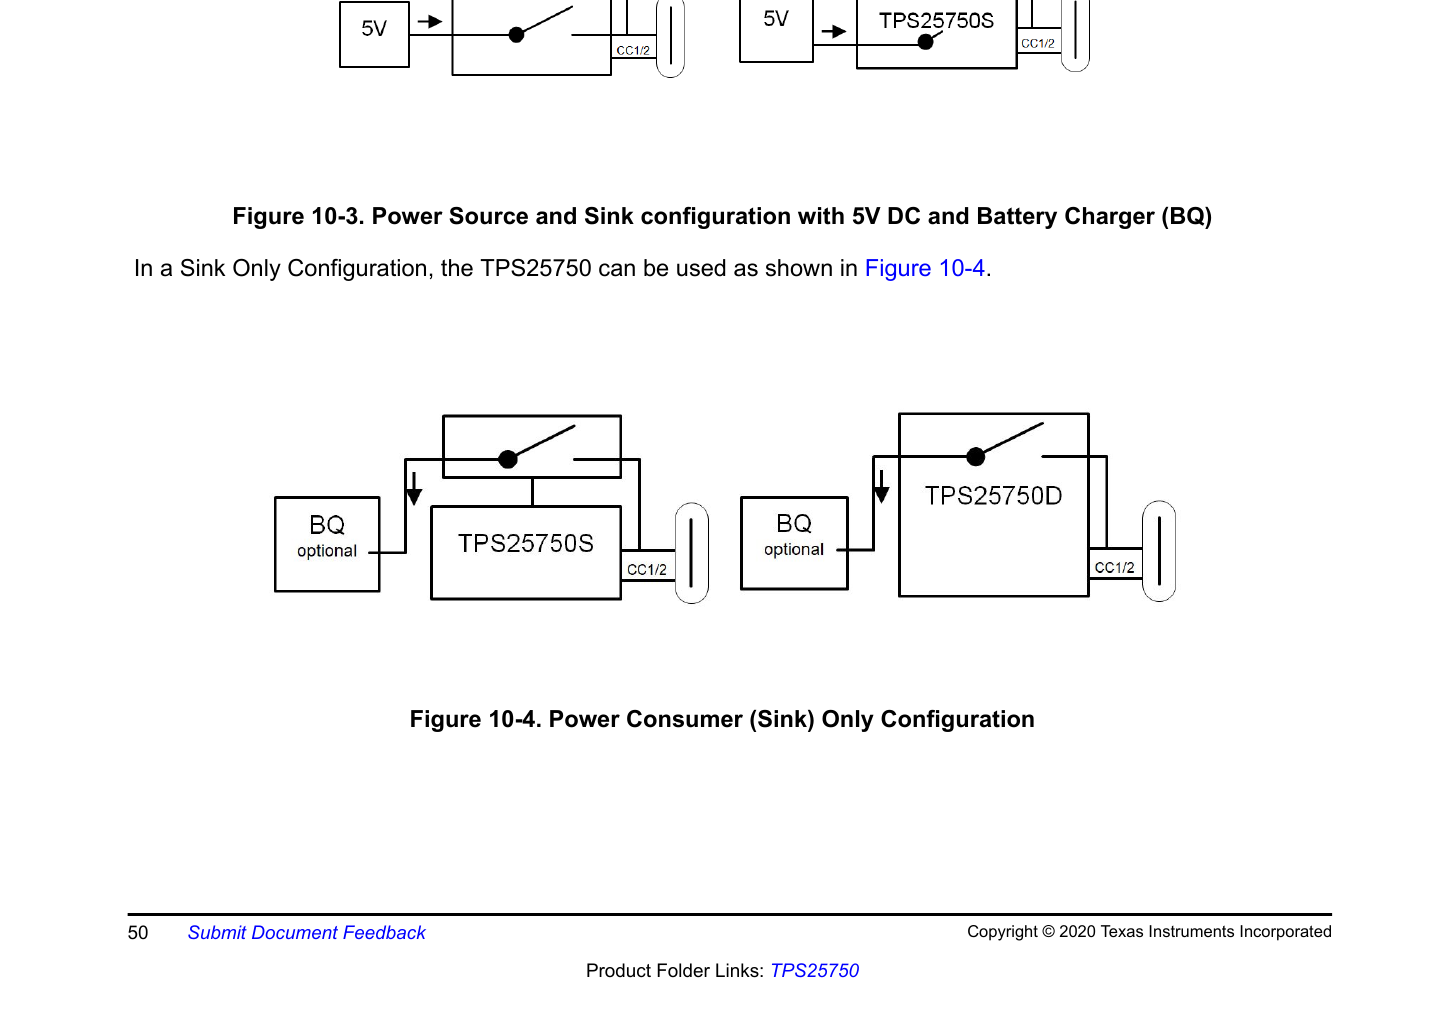 5V
CC1/2
5V
TPS25750S
CC1/2
Figure 10-3. Power Source and Sink configuration with 5V DC and Battery Charger (BQ)
In a Sink Only Configuration, the TPS25750 can be used as shown in Figure 10-4.
BQ
optional
TPS25750S
CC1/2
BQ
optional
TPS25750D
CC1/2
Figure 10-4. Power Consumer (Sink) Only Configuration
50 Submit Document Feedback
Copyright © 2020 Texas Instruments Incorporated
Product Folder Links: TPS25750